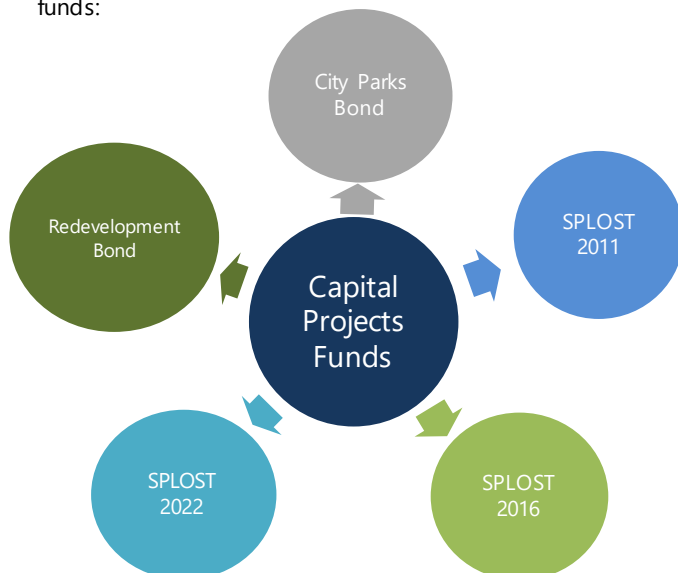 funds:
City Parks
Bond
Redevelopment
Bond
SPLOST
2011
Capital
Projects
Funds
SPLOST
2022
SPLOST
2016